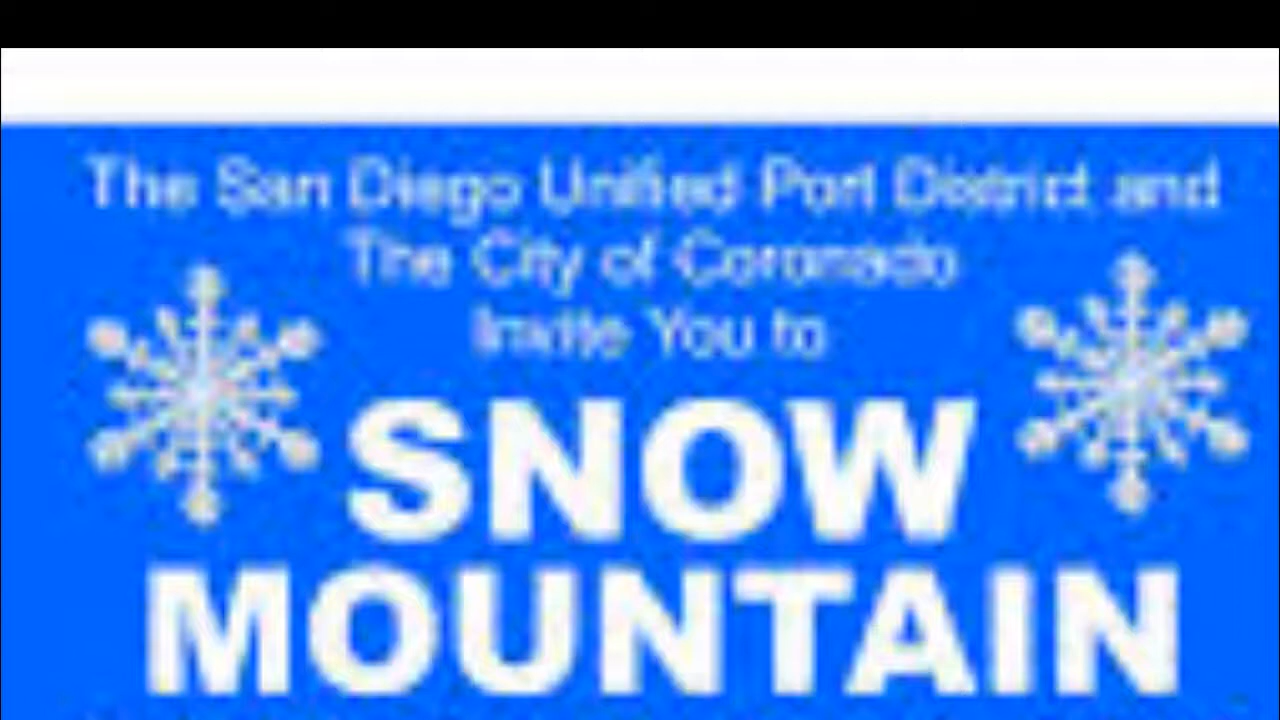 The San Diego Unified Port District and
The City of Coronado
Invite You to
SNOW
MOUNTAIN